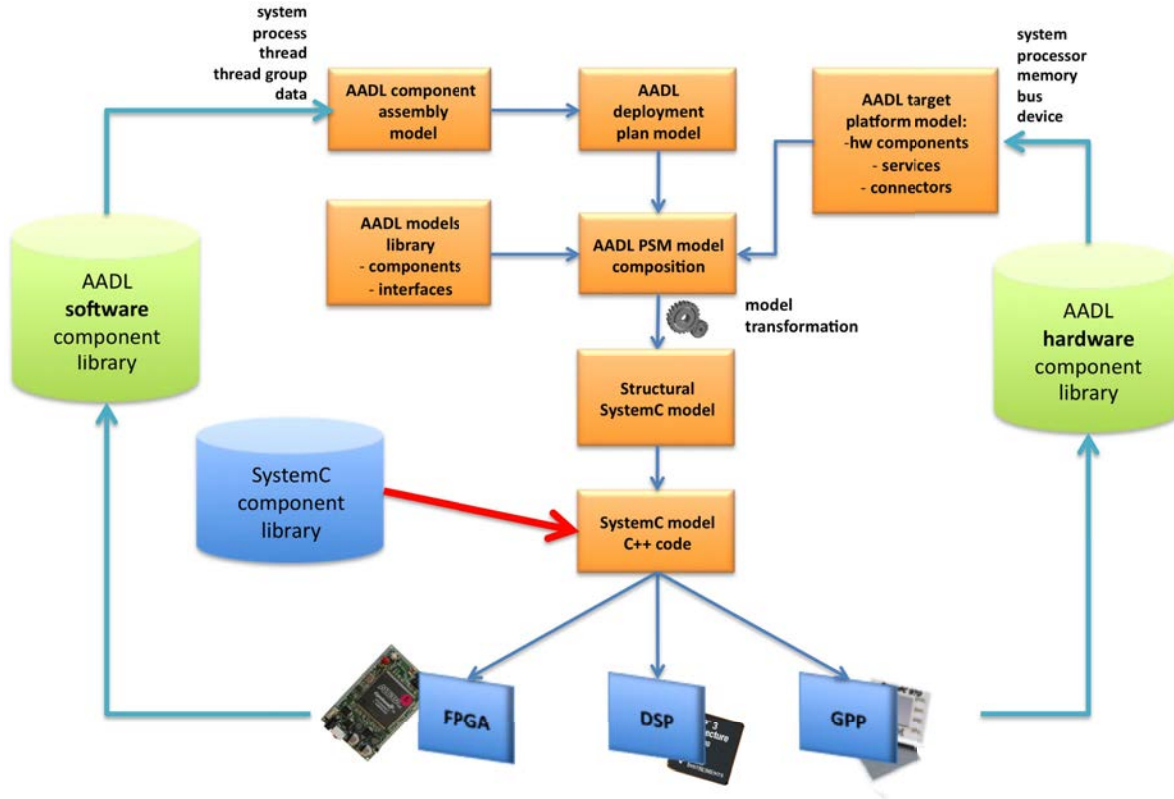 system
process
thread
thread group
data
AADL component
assembly
model
AADL
deployment
plan model
AADL target
platform model:
-hw components
- services
- connectors
system
processor
memory
bus
device
AADL models
library
- components
- interfaces
AADL PSM model
composition
AADL
software
component
library
AADL
hardware
component
library
model
transformation
Structural
SystemC model
SystemC
component
library
SystemC model
C++ code
FPGA
DSP
GPP
3
INSTRUMENTS